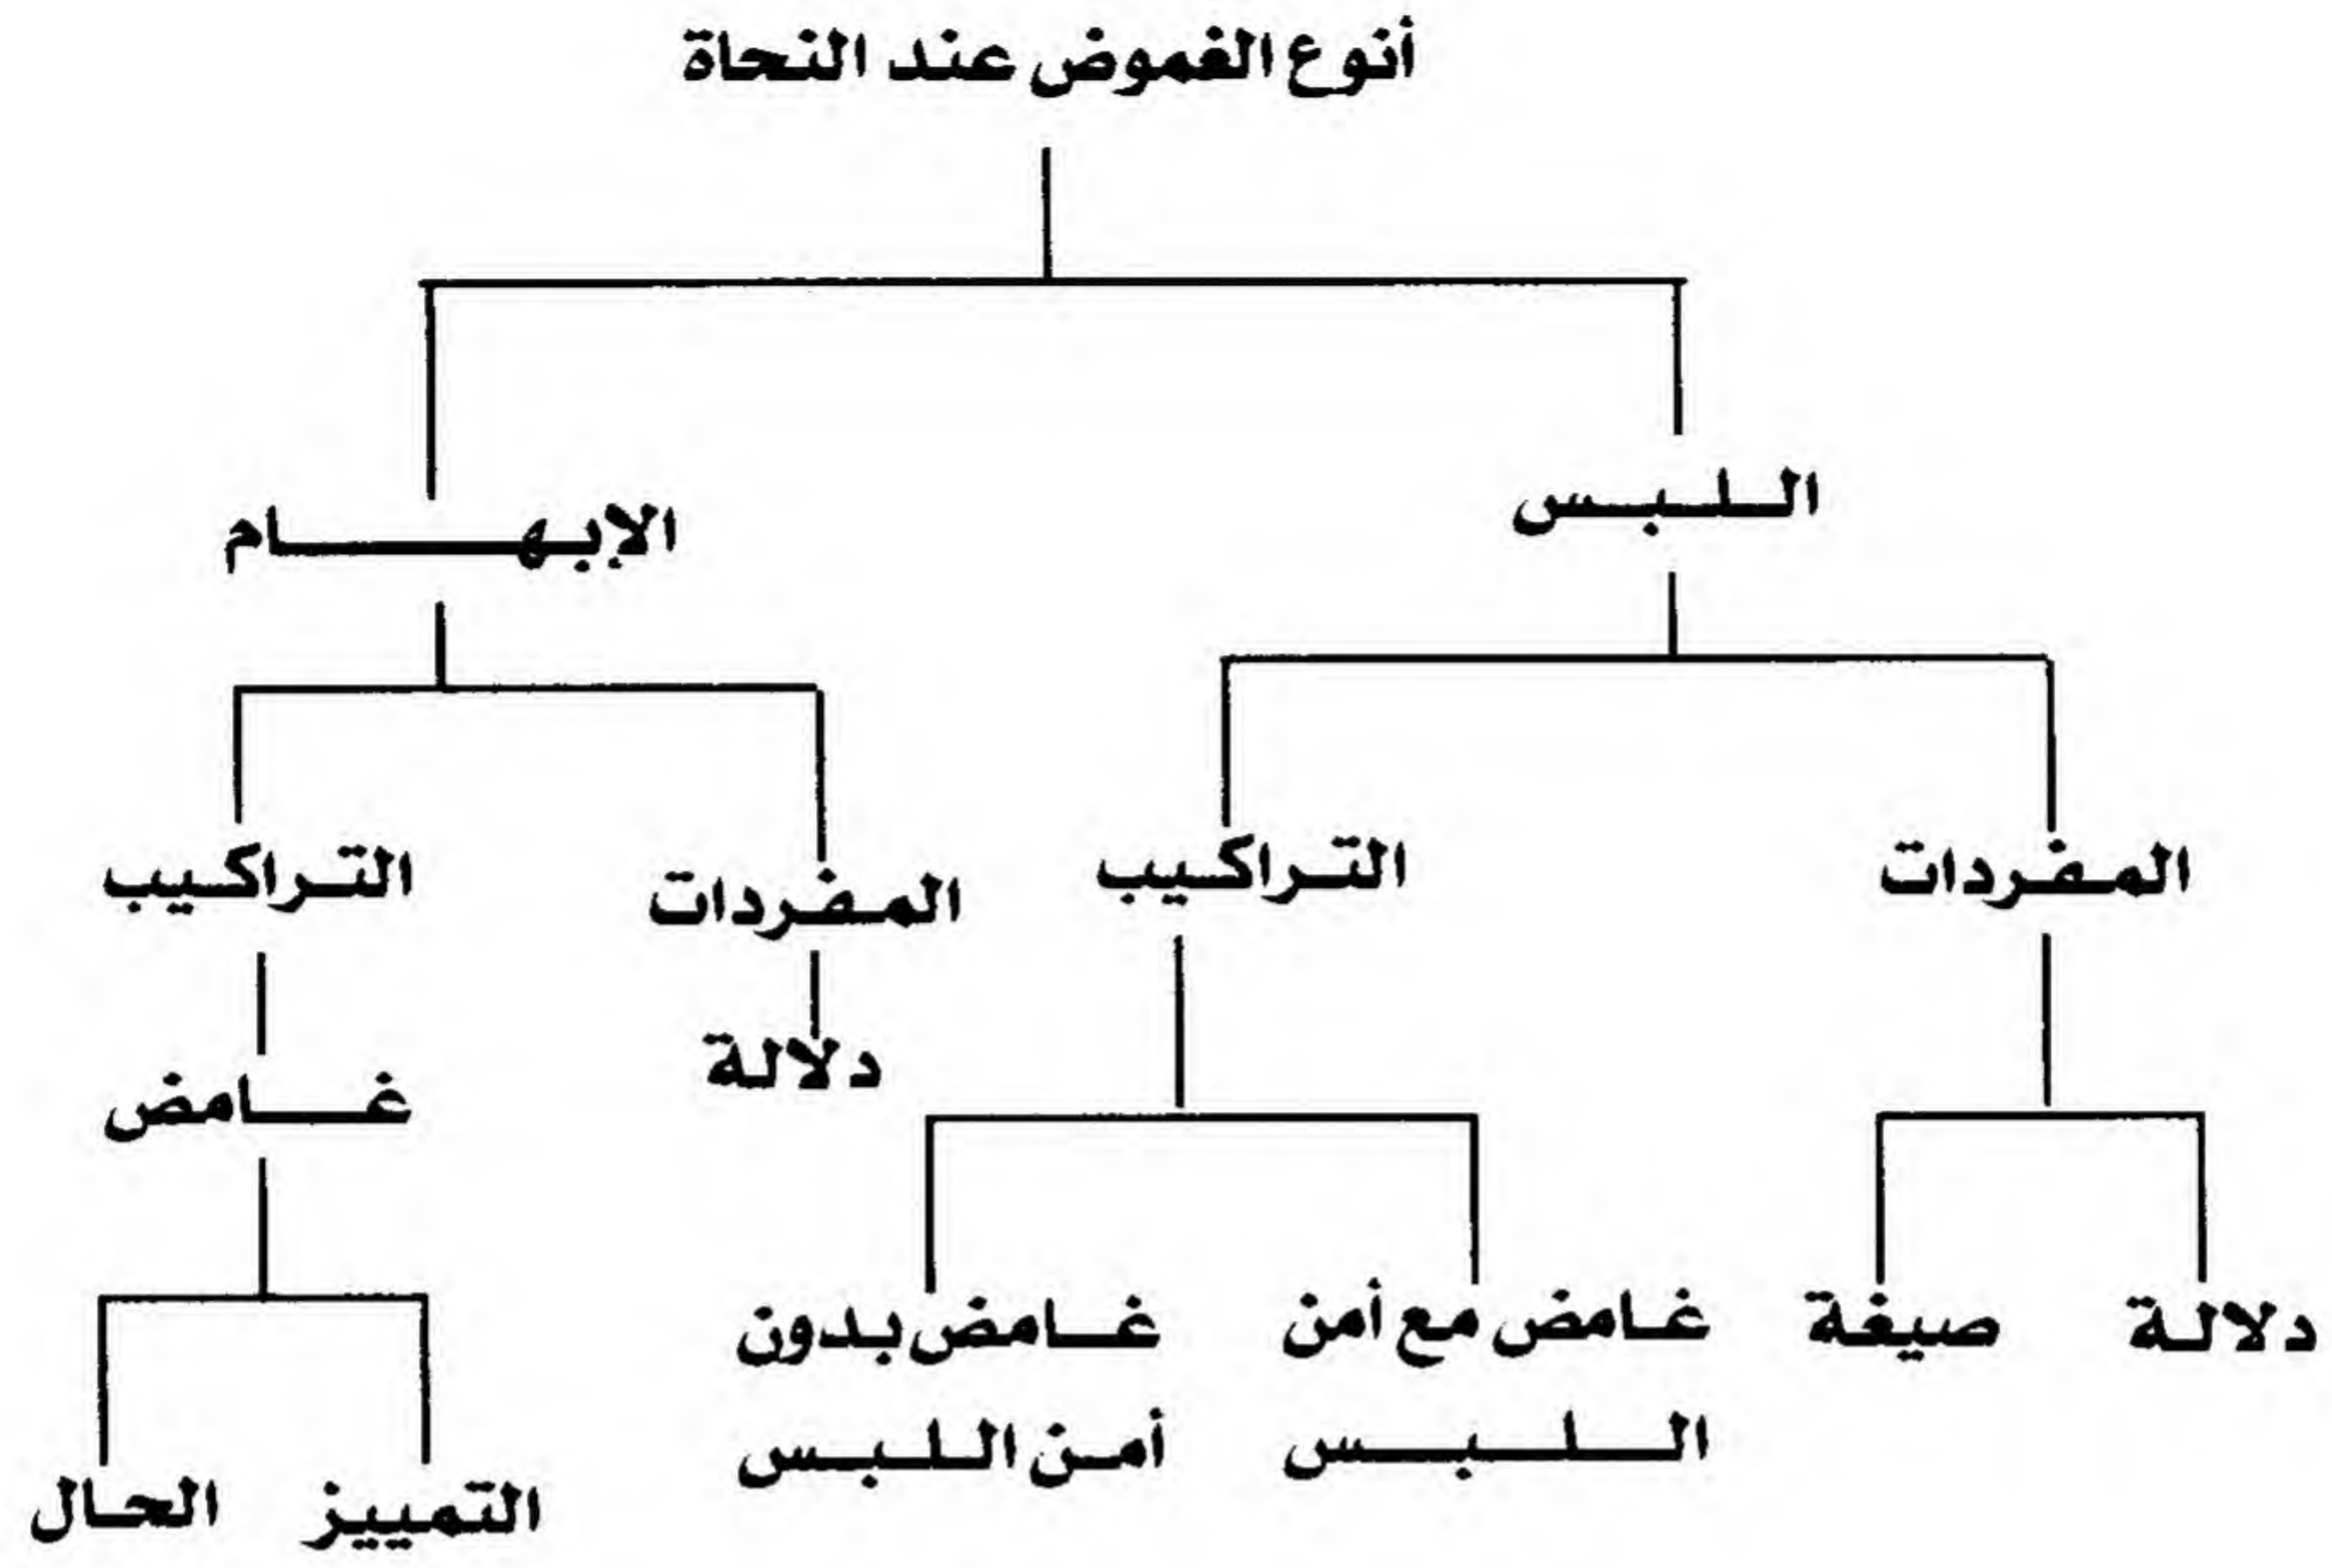 أنوع الغموض عند النحاة
اللبس
الإبهام
المفردات
التراكيب
المفردات
التراكيب
دلالة
غامض
دلالة
صيغة
غامض مع أمن
اللبس
غامض بدون
أمن اللبس
التمييز
الحال